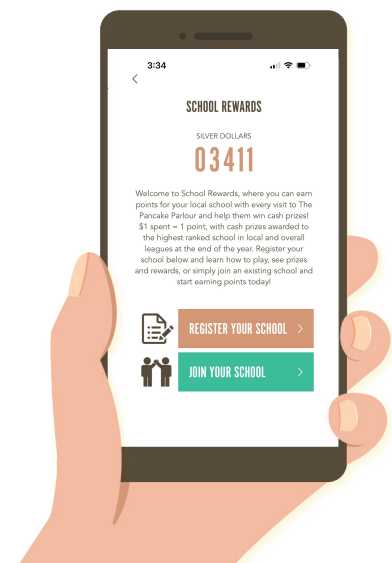 3:34
SCHOOL REWARDS
SILVER DOLLARS
03411
Welcome to School Rewards, where you can earn
points for your local school with every visit to The
Pancake Parlour and help them win cash prizes!
$1 spent = 1 point, with cash prizes awarded to
the highest ranked school in local and overall
leagues at the end of the year. Register your
school below and learn how to play, see prizes
and rewards, or simply join an existing school and
start earning points today!
REGISTER YOUR SCHOOL
JOIN YOUR SCHOOL